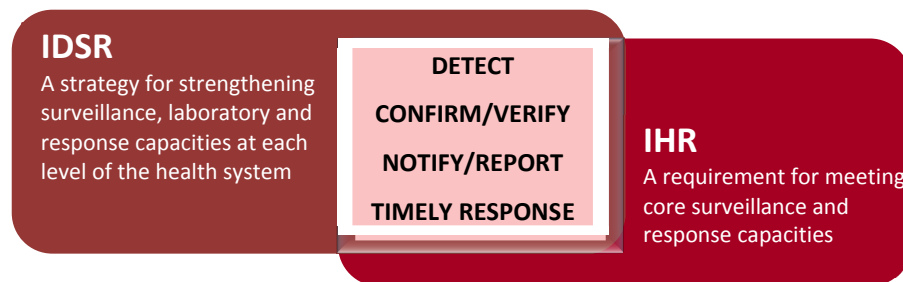 IDSR
A strategy for strengthening
surveillance, laboratory and
response capacities at each
level of the health system
DETECT
CONFIRM/VERIFY
NOTIFY/REPORT
TIMELY RESPONSE
IHR
A requirement for meeting
core surveillance and
response capacities